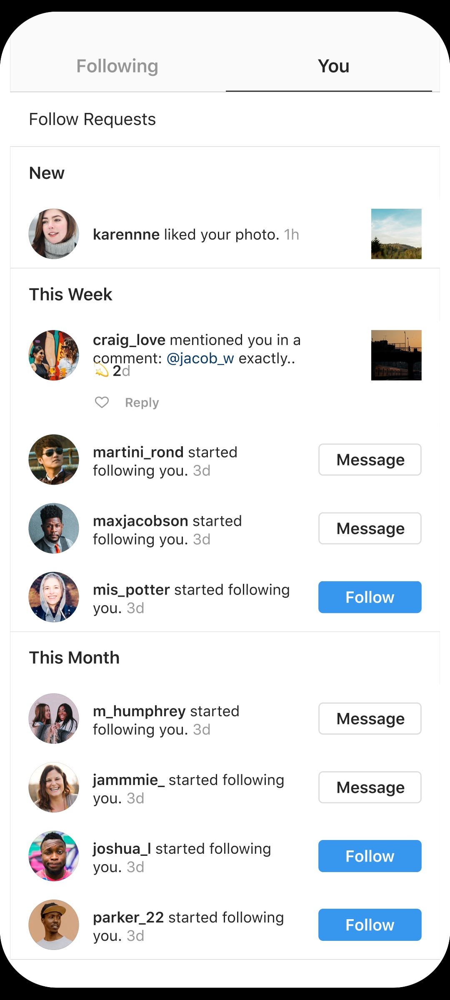 Following
You
Follow Requests
New
karennne liked your photo. 1h
This Week
craig_love mentioned you in a
comment: @jacob_w exactly..
💫 2d
Reply
martini_rond started
following you. 3d
Message
maxjacobson started
following you. 3d
Message
mis_potter started following
you. 3d
Follow
This Month
m_humphrey started
following you. 3d
Message
jammmie_ started following
you. 3d
Message
joshua_l started following
you. 3d
Follow
parker_22 started following
you. 3d
Follow